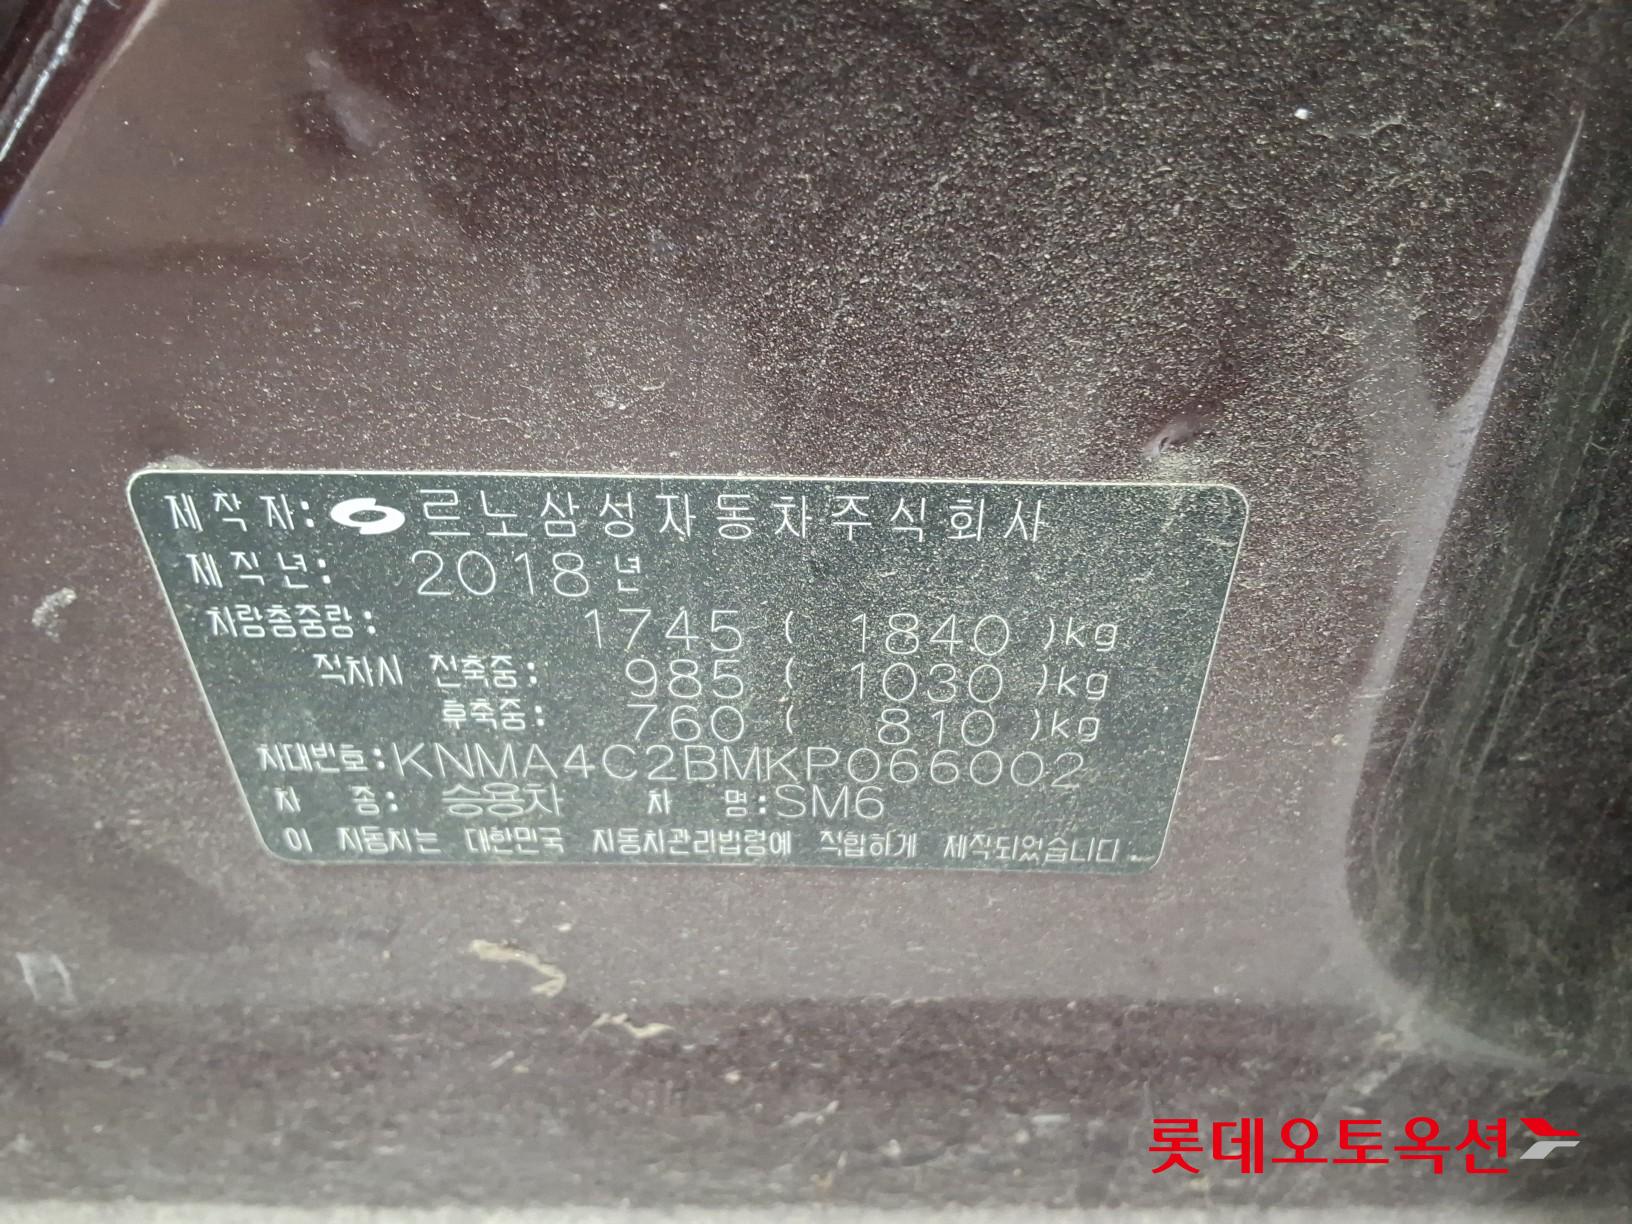 제 작 자: 르노삼성자동차주식회사
제 작 년: 2018 년
차량총중량: 1745 ( 1840 )kg
적차시 전축중: 985 ( 1030 )kg
후축중: 760 ( 810 )kg
차대번호:KNMA4C2BMKP066002
차 종: 승용차 차 명:SM6
이 자동차는 대한민국 자동차관리법령에 적합하게 제작되었습니다.
롯데오토옥션